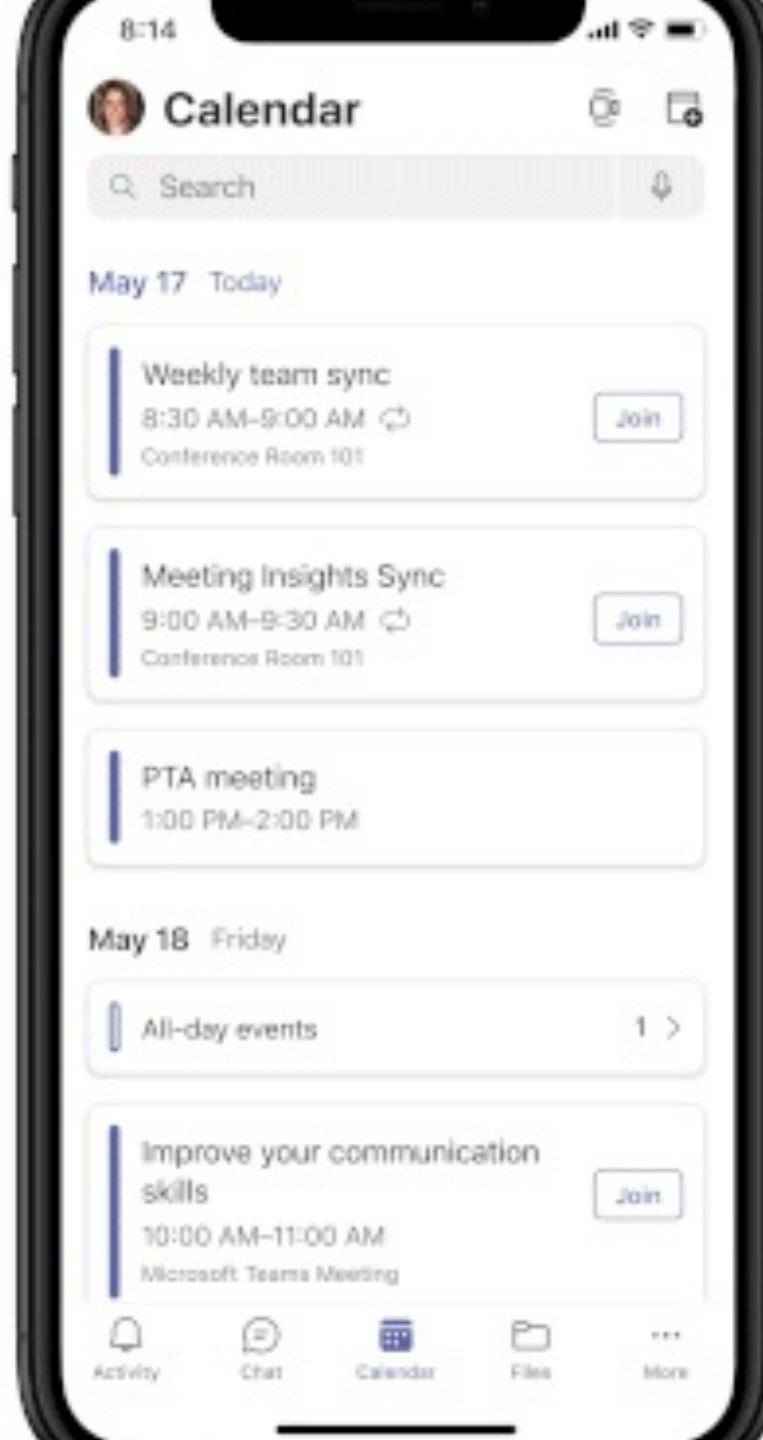 8:14
Calendar
Search
May 17 Today
Weekly team sync
8:30 AM–9:00 AM
Conference Room 101
Join
Meeting Insights Sync
9:00 AM–9:30 AM
Conference Room 101
Join
PTA meeting
1:00 PM–2:00 PM
May 18 Friday
All-day events 1
Improve your communication
skills
10:00 AM–11:00 AM
Microsoft Teams Meeting
Join
Activity Chat Calendar Files More